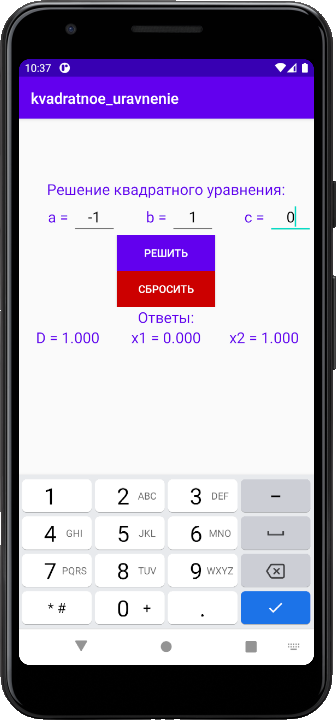 10:37
kvadratnoe_uravnenie
Решение квадратного уравнения:
a = -1 b = 1 c = 0
РЕШИТЬ
СБРОСИТЬ
Ответы:
D = 1.000 x1 = 0.000 x2 = 1.000
1 2 ABC 3 DEF −
4 GHI 5 JKL 6 MNO
7 PQRS 8 TUV 9 WXYZ
* # 0 + .